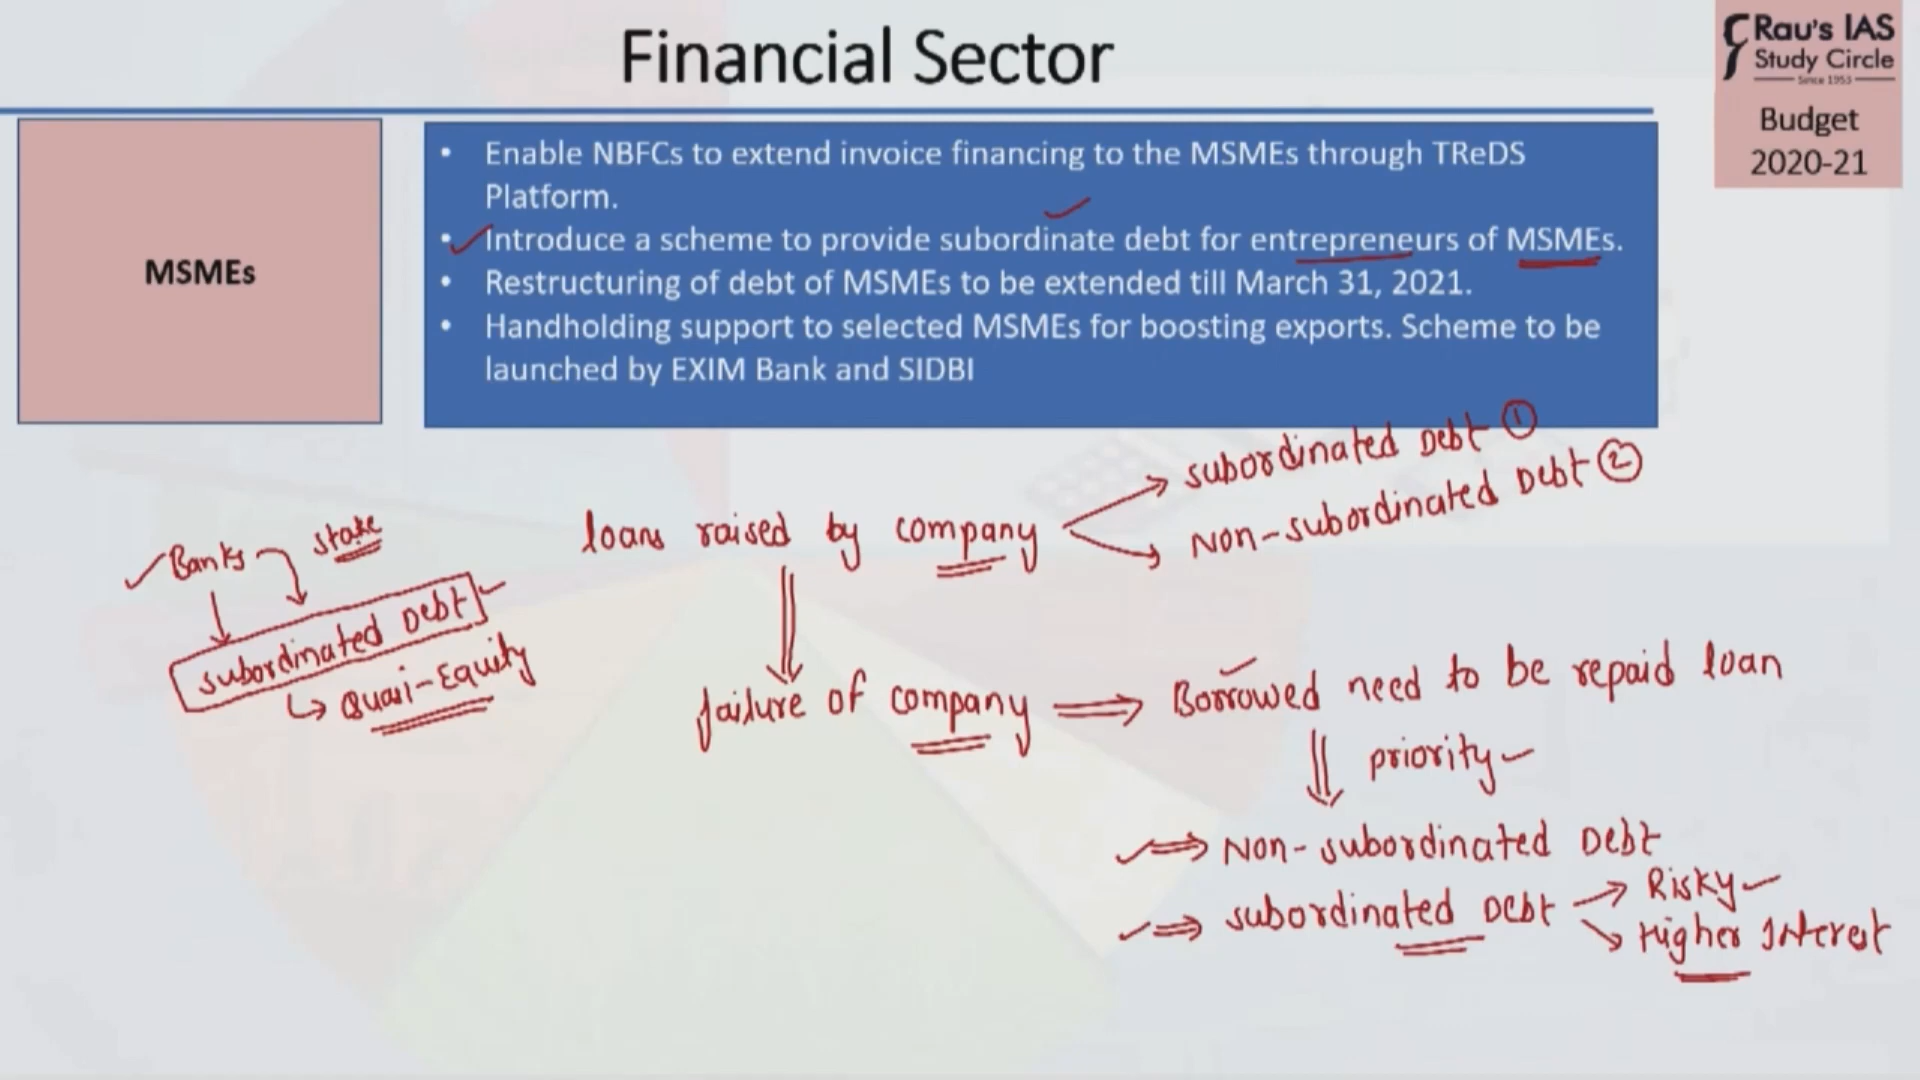 Financial Sector
Rau's IAS
Study Circle
Since 1953
Budget
2020-21
MSMEs
• Enable NBFCs to extend invoice financing to the MSMEs through TReDS
Platform.
• Introduce a scheme to provide subordinate debt for entrepreneurs of MSMEs.
• Restructuring of debt of MSMEs to be extended till March 31, 2021.
• Handholding support to selected MSMEs for boosting exports. Scheme to be
launched by EXIM Bank and SIDBI
subordinated Debt ①
Non-subordinated Debt ②
loans raised by company
Banks
stake
subordinated Debt
Quasi-Equity
failure of company ⇒ Borrowed need to be repaid loan
priority
Non-subordinated Debt
subordinated Debt
Risky
Higher Interest